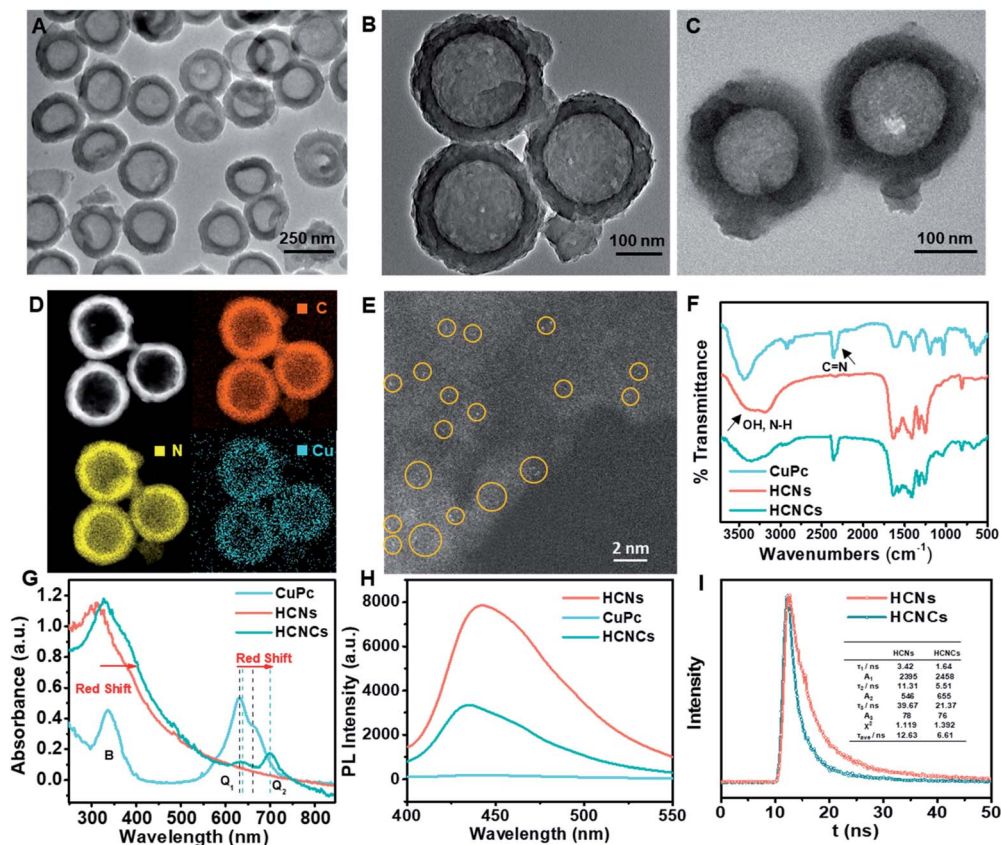 A
250 nm
B
100 nm
C
100 nm
D
C
N
Cu
E
2 nm
F
% Transmittance
C=N
OH, N-H
CuPc
HCNs
HCNCs
3500 3000 2500 2000 1500 1000 500
Wavenumbers (cm⁻¹)
G
Absorbance (a.u.)
1.2
1.0
0.8
0.6
0.4
0.2
0.0
CuPc
HCNs
HCNCs
Red Shift
Red Shift
B
Q₁
Q₂
300 400 500 600 700 800
Wavelength (nm)
H
PL Intensity (a.u.)
8000
6000
4000
2000
0
HCNs
CuPc
HCNCs
400 450 500 550
Wavelength (nm)
I
Intensity
HCNs
HCNCs
HCNs HCNCs
τ₁ / ns 3.42 1.64
A₁ 2395 2458
τ₂ / ns 11.31 5.51
A₂ 546 655
τ₃ / ns 39.67 21.37
A₃ 78 76
χ² 1.119 1.392
τave / ns 12.63 6.61
0 10 20 30 40 50
t (ns)